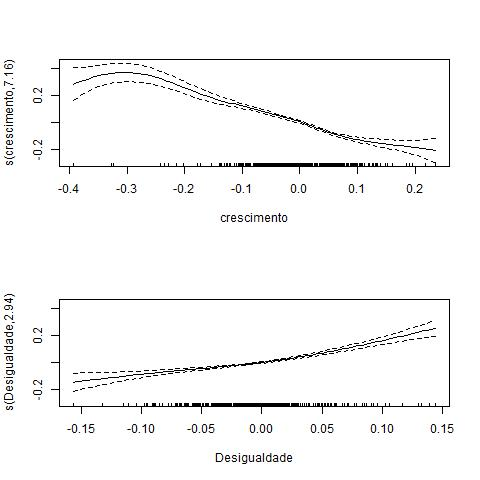 s(crescimento,7.16)
0.2
-0.2
-0.4 -0.3 -0.2 -0.1 0.0 0.1 0.2
crescimento
s(Desigualdade,2.94)
0.2
-0.2
-0.15 -0.10 -0.05 0.00 0.05 0.10 0.15
Desigualdade